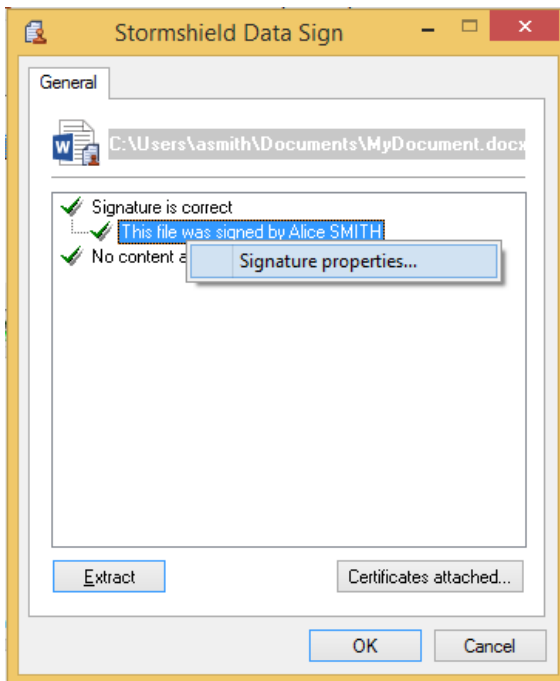 Stormshield Data Sign
General
C:\Users\asmith\Documents\MyDocument.docx
Signature is correct
This file was signed by Alice SMITH
No content a
Signature properties...
Extract
Certificates attached...
OK
Cancel